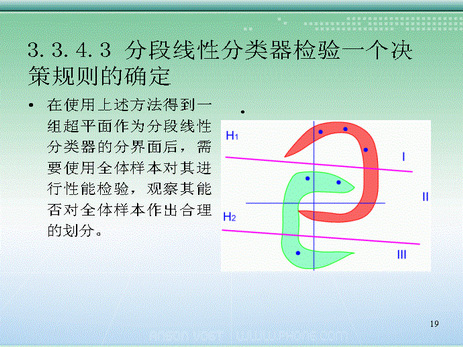 3.3.4.3 分段线性分类器检验一个决
策规则的确定
• 在使用上述方法得到一
组超平面作为分段线性
分类器的分界面后，需
要使用全体样本对其进
行性能检验，观察其能
否对全体样本作出合理
的划分。
•
H1
I
II
H2
III
19